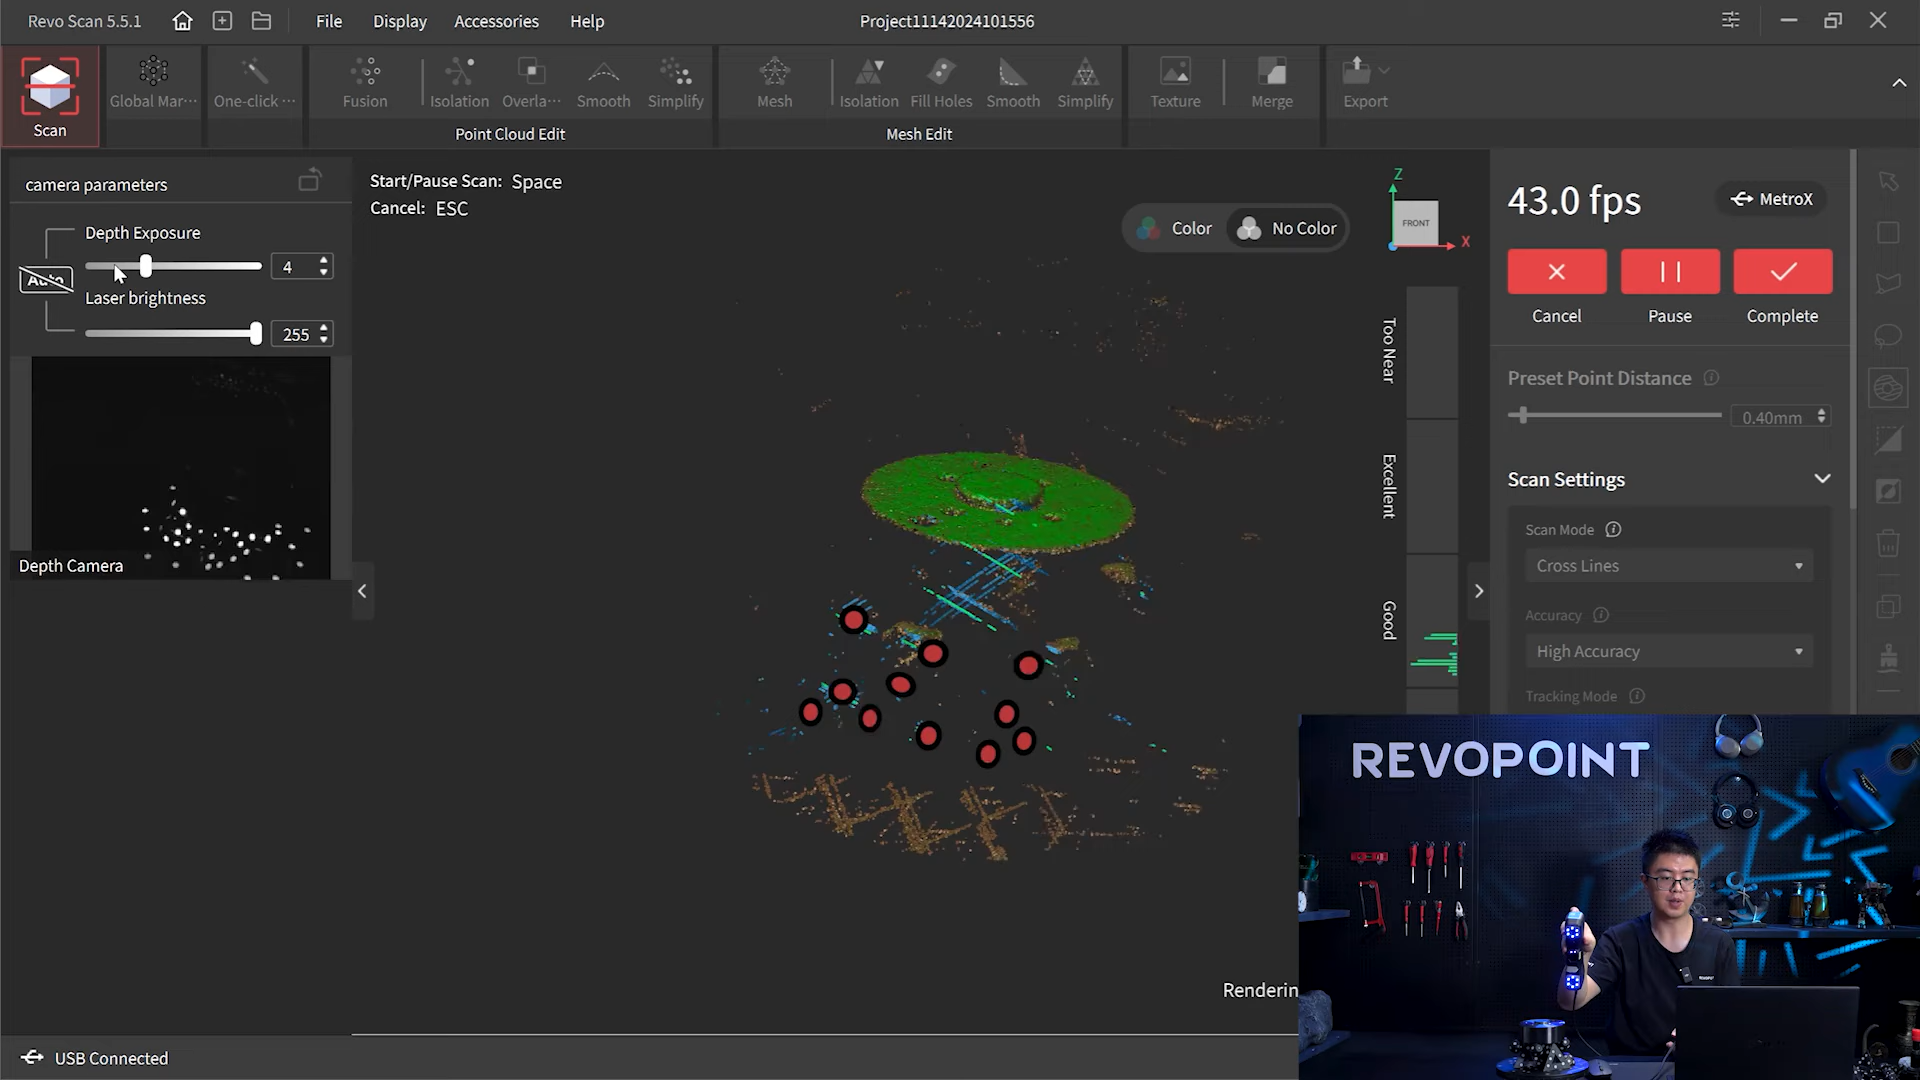 Revo Scan 5.5.1
File
Display
Accessories
Help
Project11142024101556
Scan
Global Mar···
One-click ···
Fusion
Isolation
Overla···
Smooth
Simplify
Point Cloud Edit
Mesh
Isolation
Fill Holes
Smooth
Simplify
Mesh Edit
Texture
Merge
Export
camera parameters
Depth Exposure
4
Auto
Laser brightness
255
Depth Camera
Start/Pause Scan: Space
Cancel: ESC
Color
No Color
Z
FRONT
X
Too Near
Excellent
Good
43.0 fps
MetroX
Cancel
Pause
Complete
Preset Point Distance
0.40mm
Scan Settings
Scan Mode
Cross Lines
Accuracy
High Accuracy
Tracking Mode
REVOPOINT
Renderin
USB Connected